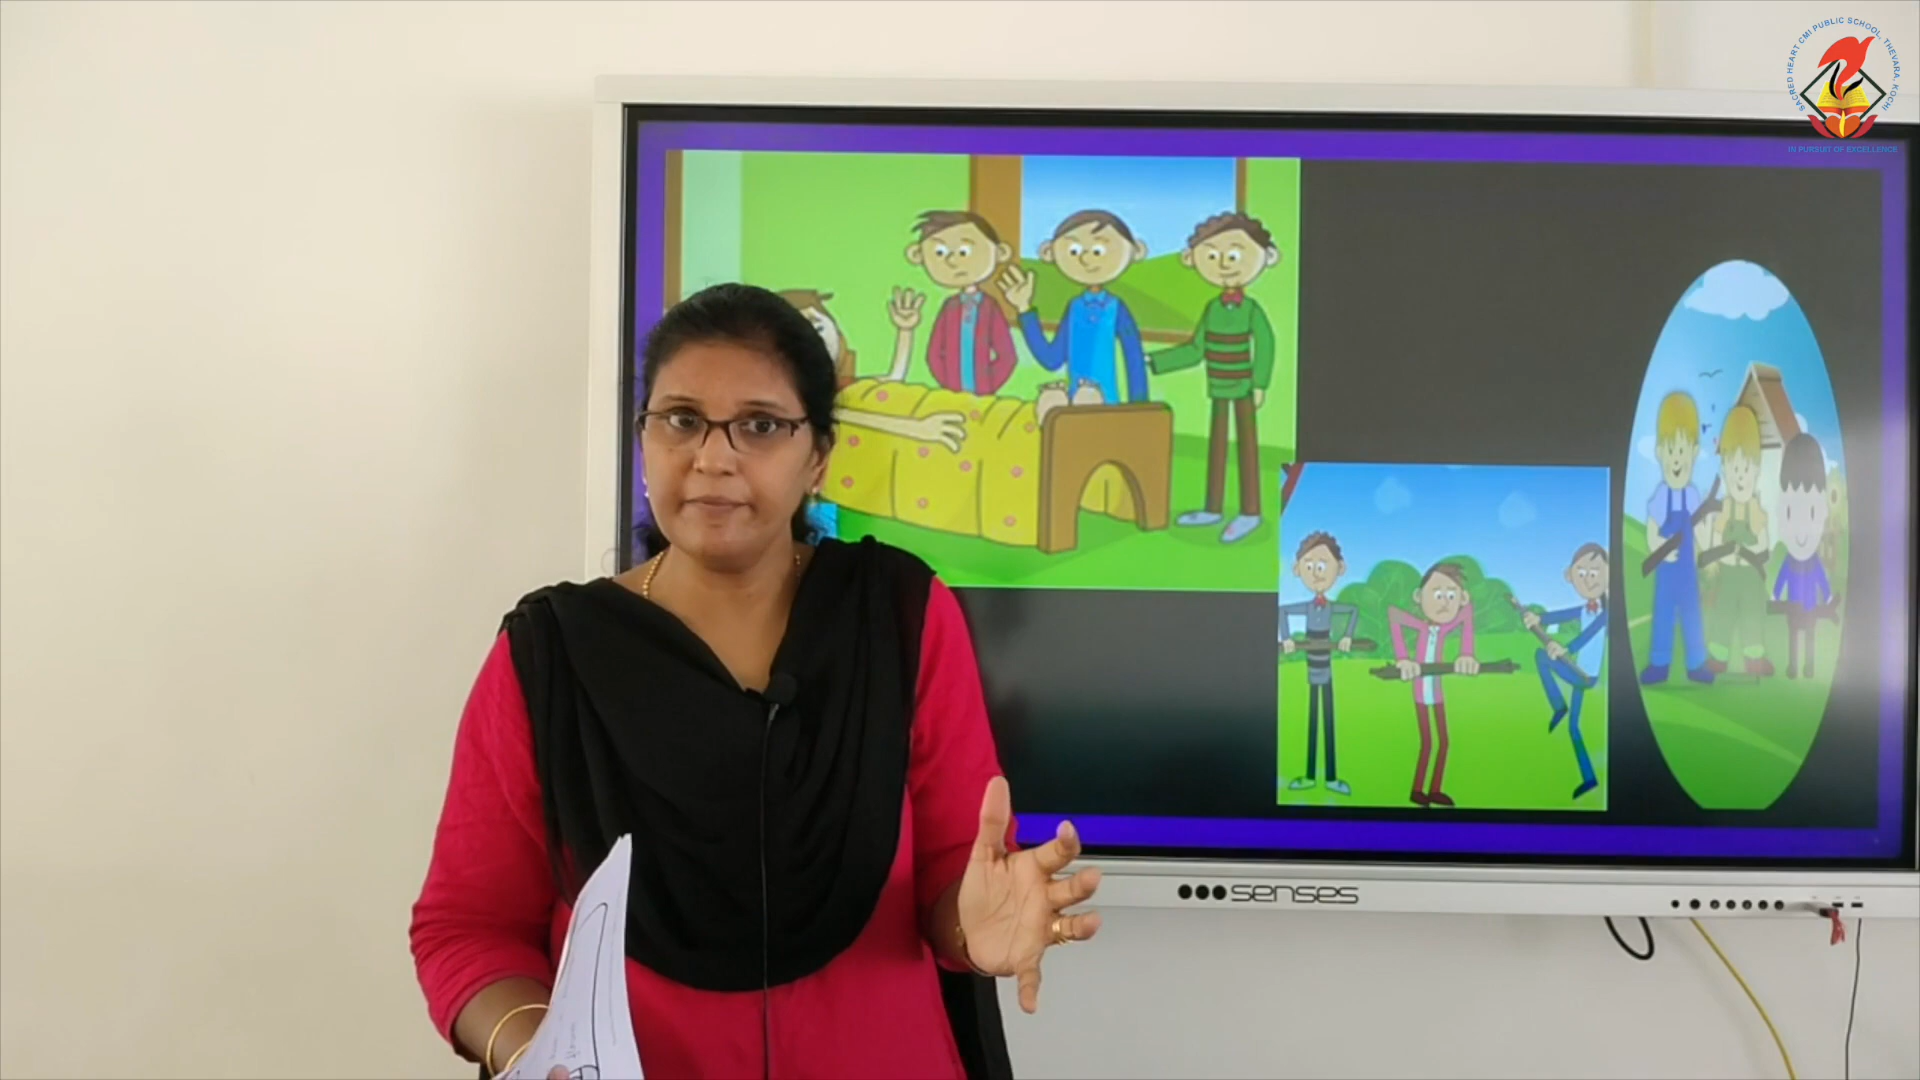 SACRED HEART CMI PUBLIC SCHOOL, THEVARA, KOCHI
IN PURSUIT OF EXCELLENCE
senses